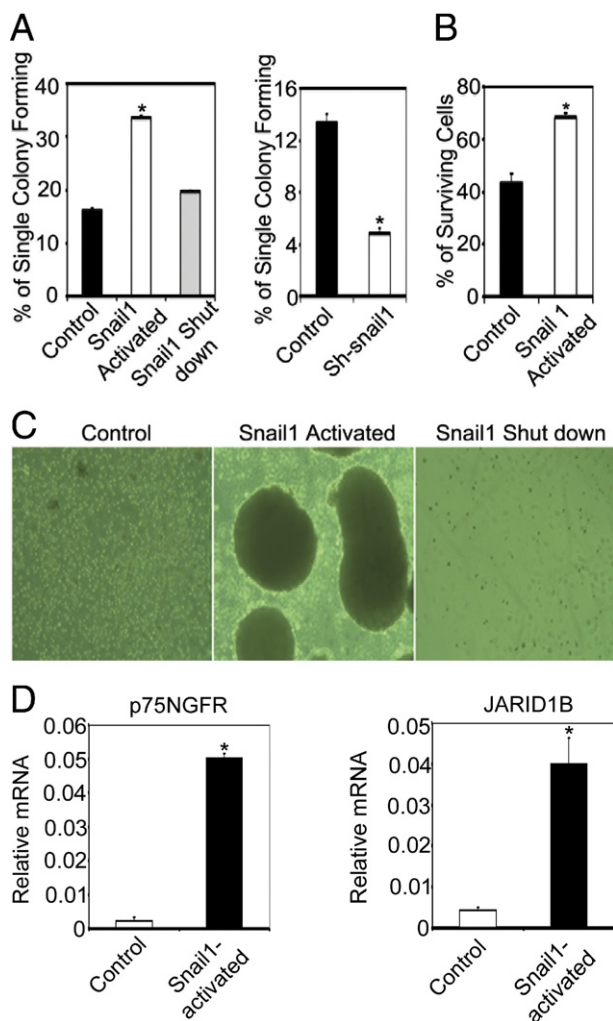 A
% of Single Colony Forming
40
30
20
10
0
*
Control
Snail1
Activated
Snail1 Shut
down
% of Single Colony Forming
16
12
8
4
0
*
Control
Sh-snail1
B
% of Surviving Cells
80
60
40
20
0
*
Control
Snail 1
Activated
C
Control
Snail1 Activated
Snail1 Shut down
D
p75NGFR
Relative mRNA
0.06
0.05
0.04
0.03
0.02
0.01
0
*
Control
Snail1-
activated
JARID1B
Relative mRNA
0.05
0.04
0.03
0.02
0.01
0
*
Control
Snail1-
activated